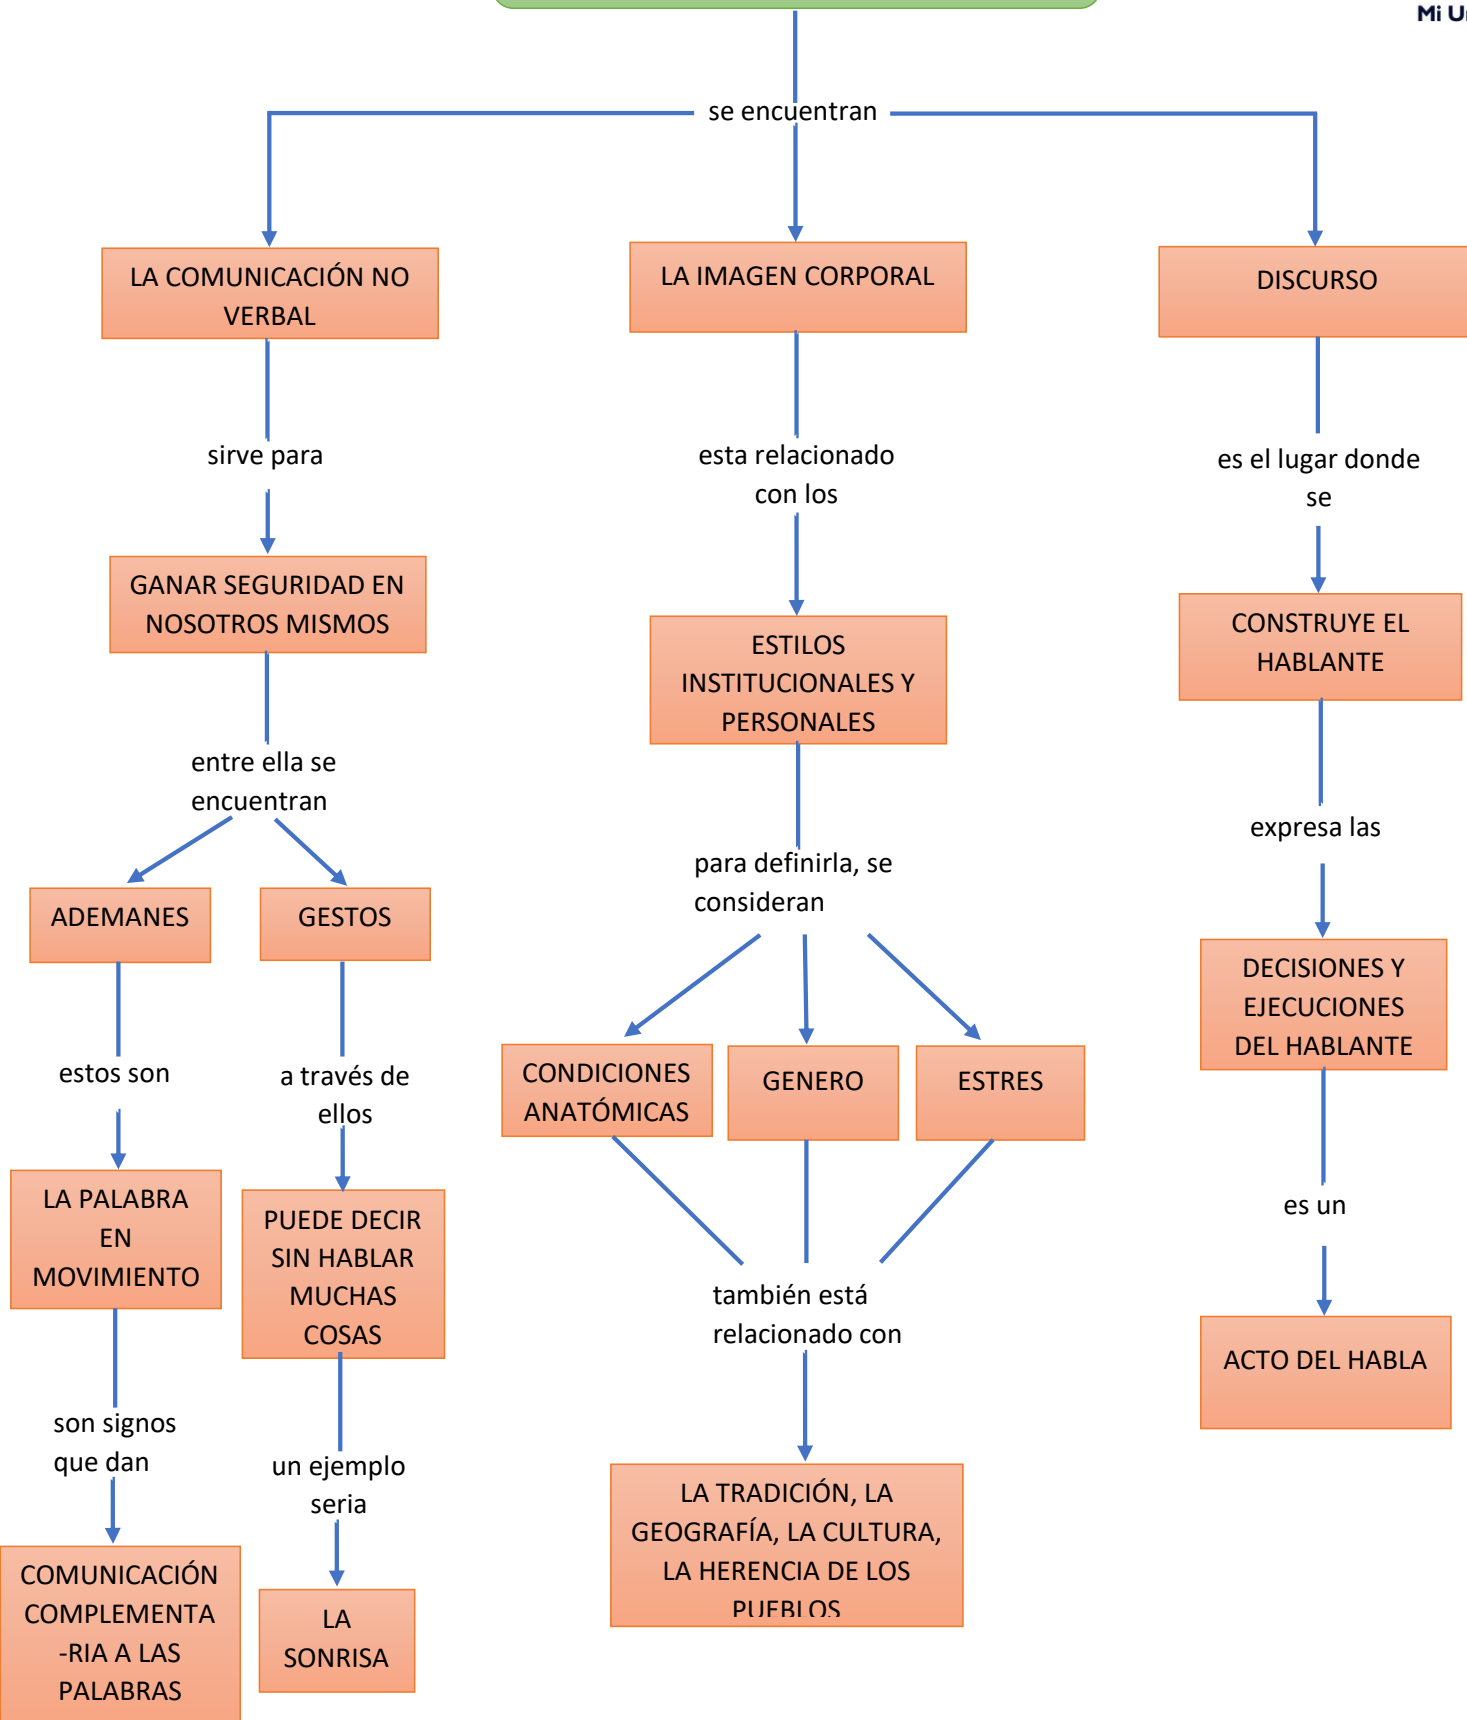 Mi U
se encuentran
LA COMUNICACIÓN NO
VERBAL
sirve para
GANAR SEGURIDAD EN
NOSOTROS MISMOS
entre ella se
encuentran
ADEMANES
estos son
LA PALABRA
EN
MOVIMIENTO
son signos
que dan
COMUNICACIÓN
COMPLEMENTA
-RIA A LAS
PALABRAS
GESTOS
a través de
ellos
PUEDE DECIR
SIN HABLAR
MUCHAS
COSAS
un ejemplo
seria
LA
SONRISA
LA IMAGEN CORPORAL
esta relacionado
con los
ESTILOS
INSTITUCIONALES Y
PERSONALES
para definirla, se
consideran
CONDICIONES
ANATÓMICAS
GENERO
ESTRES
también está
relacionado con
LA TRADICIÓN, LA
GEOGRAFÍA, LA CULTURA,
LA HERENCIA DE LOS
PUEBLOS
DISCURSO
es el lugar donde
se
CONSTRUYE EL
HABLANTE
expresa las
DECISIONES Y
EJECUCIONES
DEL HABLANTE
es un
ACTO DEL HABLA